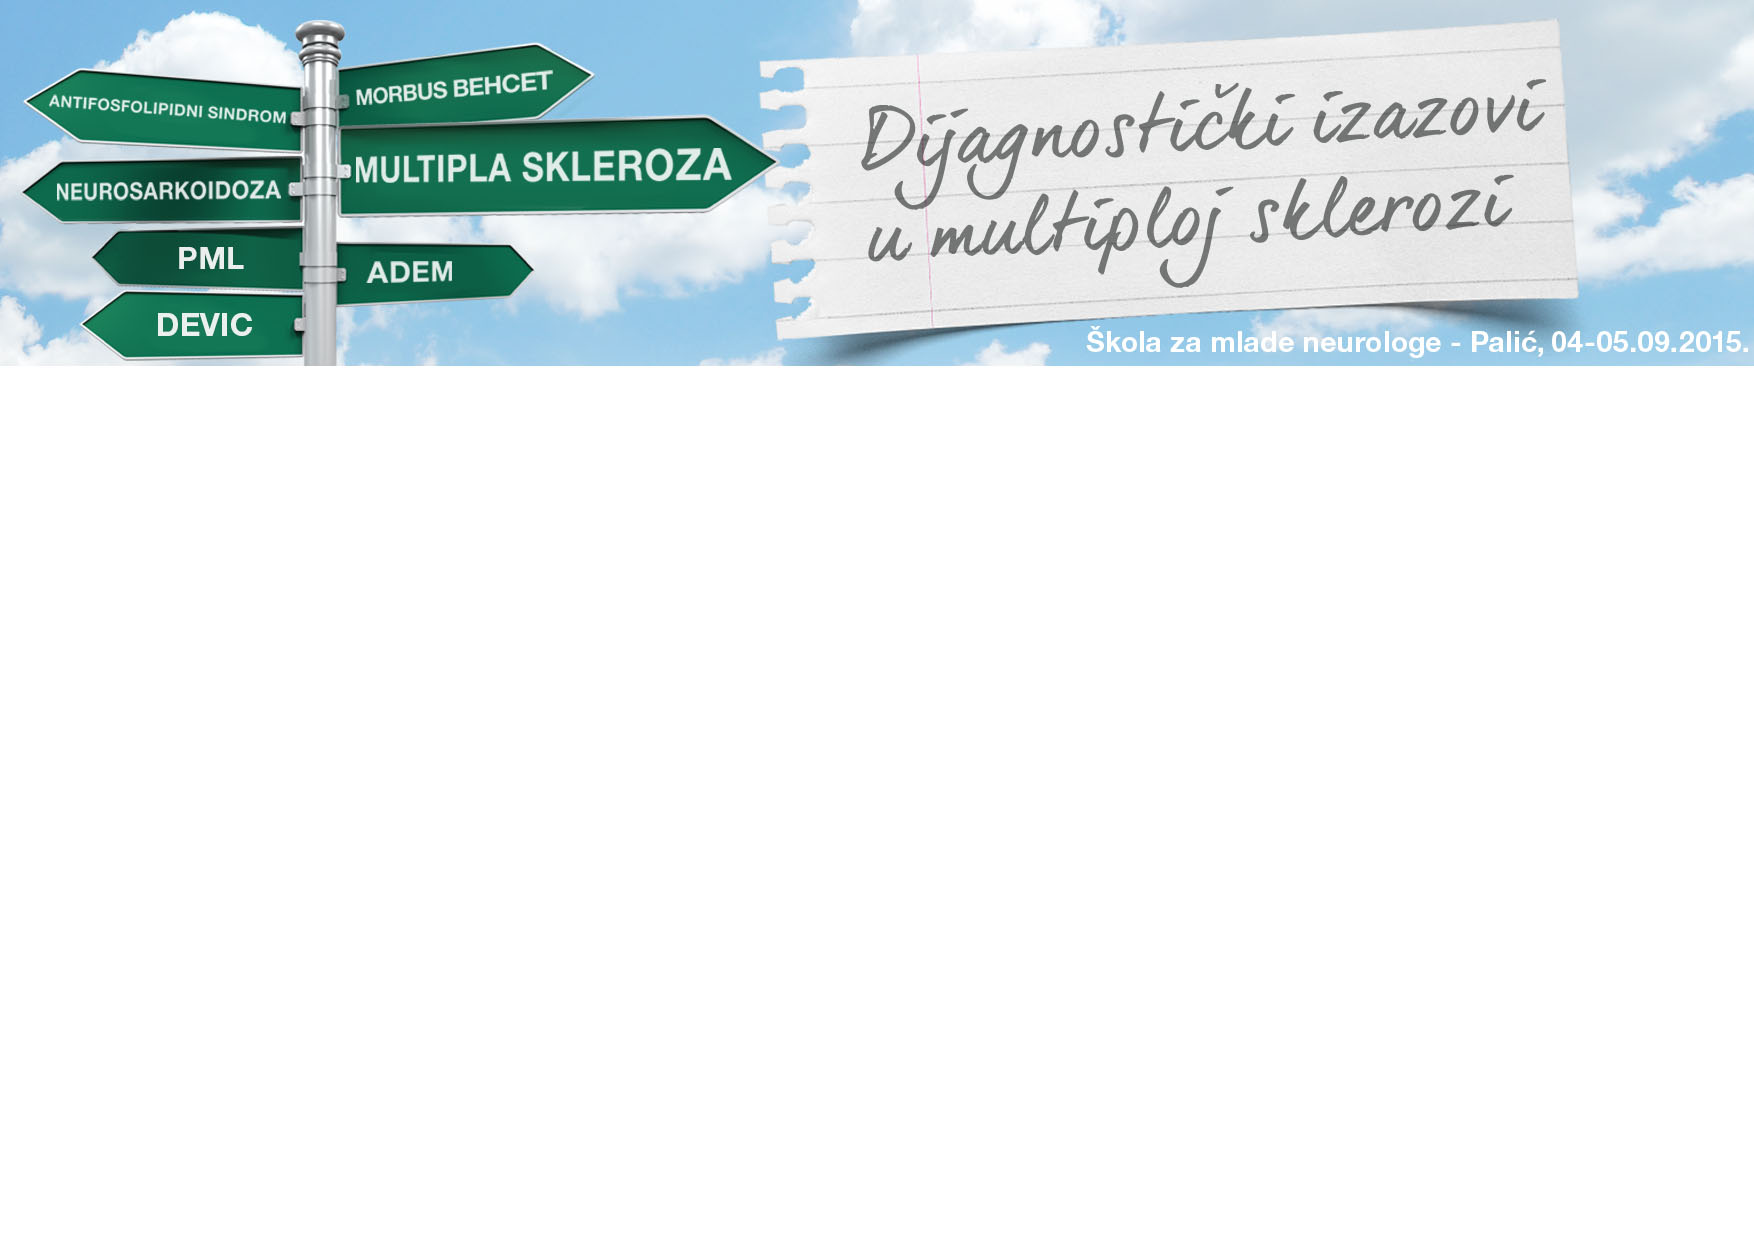 ANTIFOSFOLIPIDNI SINDROM
MORBUS BEHCET
MULTIPLA SKLEROZA
NEUROSARKOIDOZA
PML
ADEM
DEVIC
Dijagnostički izazovi
u multiploj sklerozi
Škola za mlade neurologe - Palić, 04-05.09.2015.